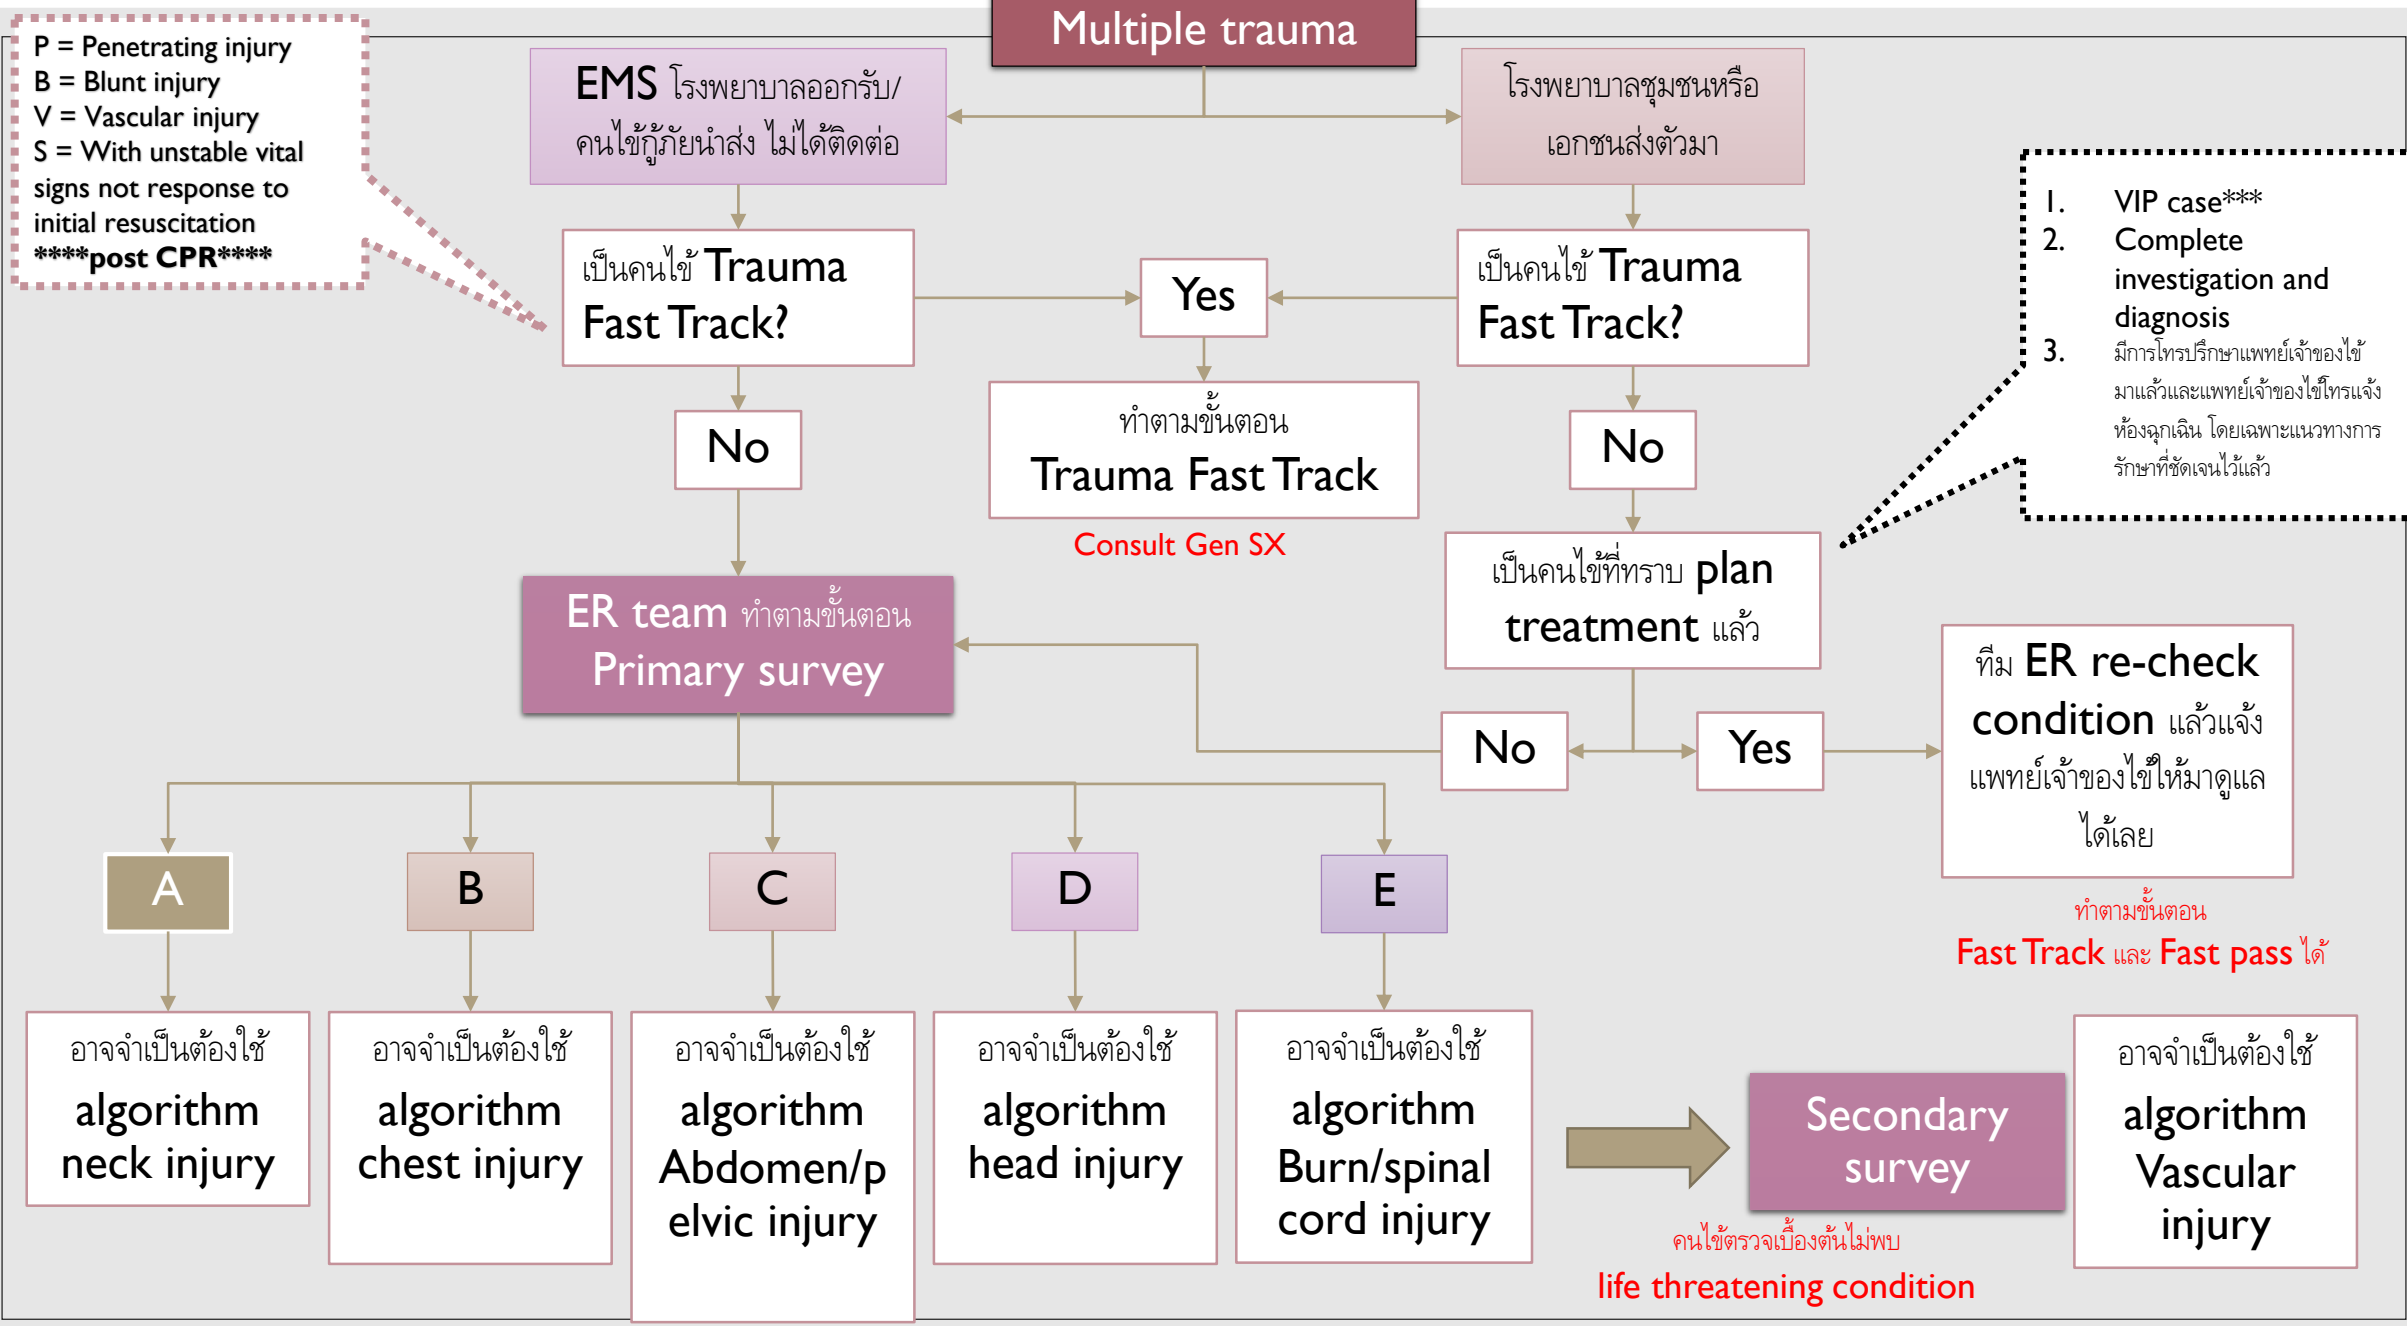 Multiple trauma
P = Penetrating injury
B = Blunt injury
V = Vascular injury
S = With unstable vital
signs not response to
initial resuscitation
****post CPR****
EMS โรงพยาบาลออกรับ/
คนไข้กู้ภัยนำส่ง ไม่ได้ติดต่อ
โรงพยาบาลชุมชนหรือ
เอกชนส่งตัวมา
1. VIP case***
2. Complete
investigation and
diagnosis
3. มีการโทรปรึกษาแพทย์เจ้าของไข้
มาแล้วและแพทย์เจ้าของไข้โทรแจ้ง
ห้องฉุกเฉิน โดยเฉพาะแนวทางการ
รักษาที่ชัดเจนไว้แล้ว
เป็นคนไข้ Trauma
Fast Track?
Yes
เป็นคนไข้ Trauma
Fast Track?
No
ทำตามขั้นตอน
Trauma Fast Track
Consult Gen SX
No
ER team ทำตามขั้นตอน
Primary survey
เป็นคนไข้ที่ทราบ plan
treatment แล้ว
No
Yes
ทีม ER re-check
condition แล้วแจ้ง
แพทย์เจ้าของไข้ให้มาดูแล
ได้เลย
ทำตามขั้นตอน
Fast Track และ Fast pass ได้
A
B
C
D
E
อาจจำเป็นต้องใช้
algorithm
neck injury
อาจจำเป็นต้องใช้
algorithm
chest injury
อาจจำเป็นต้องใช้
algorithm
Abdomen/p
elvic injury
อาจจำเป็นต้องใช้
algorithm
head injury
อาจจำเป็นต้องใช้
algorithm
Burn/spinal
cord injury
Secondary
survey
คนไข้ตรวจเบื้องต้นไม่พบ
life threatening condition
อาจจำเป็นต้องใช้
algorithm
Vascular
injury